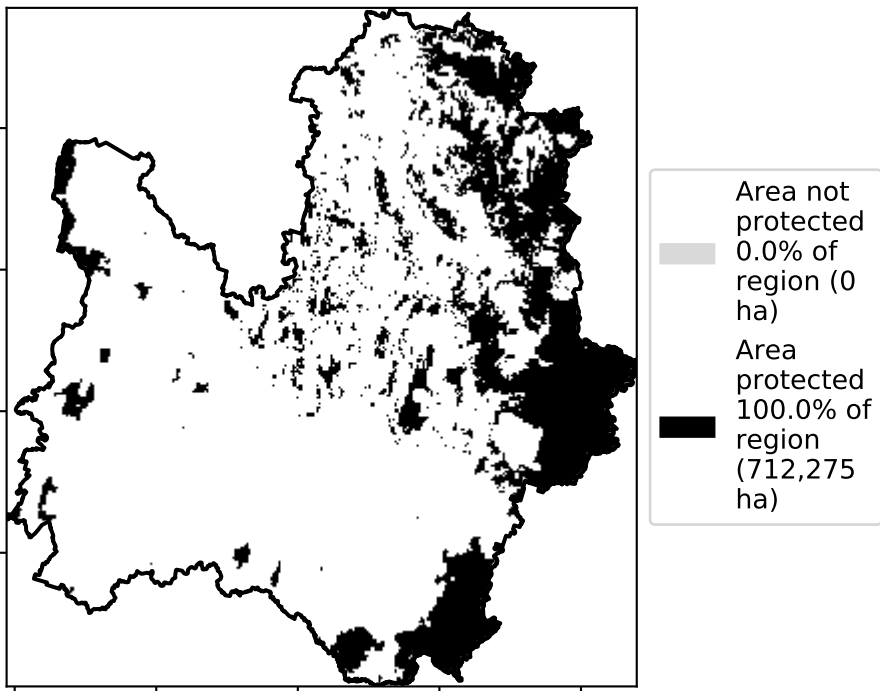 Area not
protected
0.0% of
region (0
ha)
Area
protected
100.0% of
region
(712,275
ha)